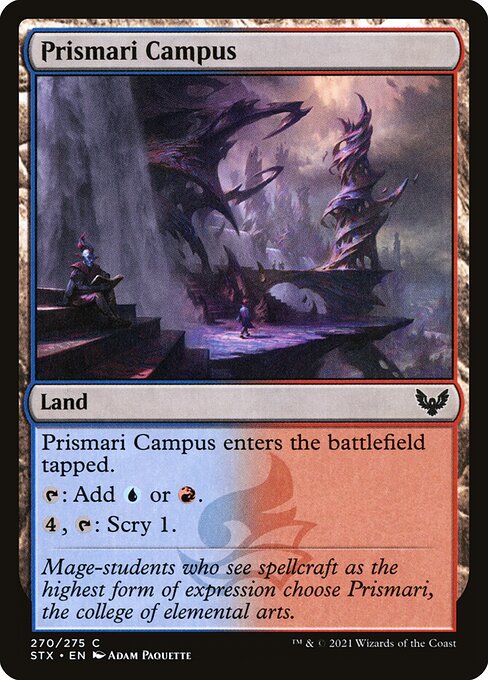 Prismari Campus
Land
Prismari Campus enters the battlefield
tapped.
: Add or .
4, : Scry 1.
Mage-students who see spellcraft as the
highest form of expression choose Prismari,
the college of elemental arts.
270/275 C
STX • EN Adam Paquette
™ & © 2021 Wizards of the Coast